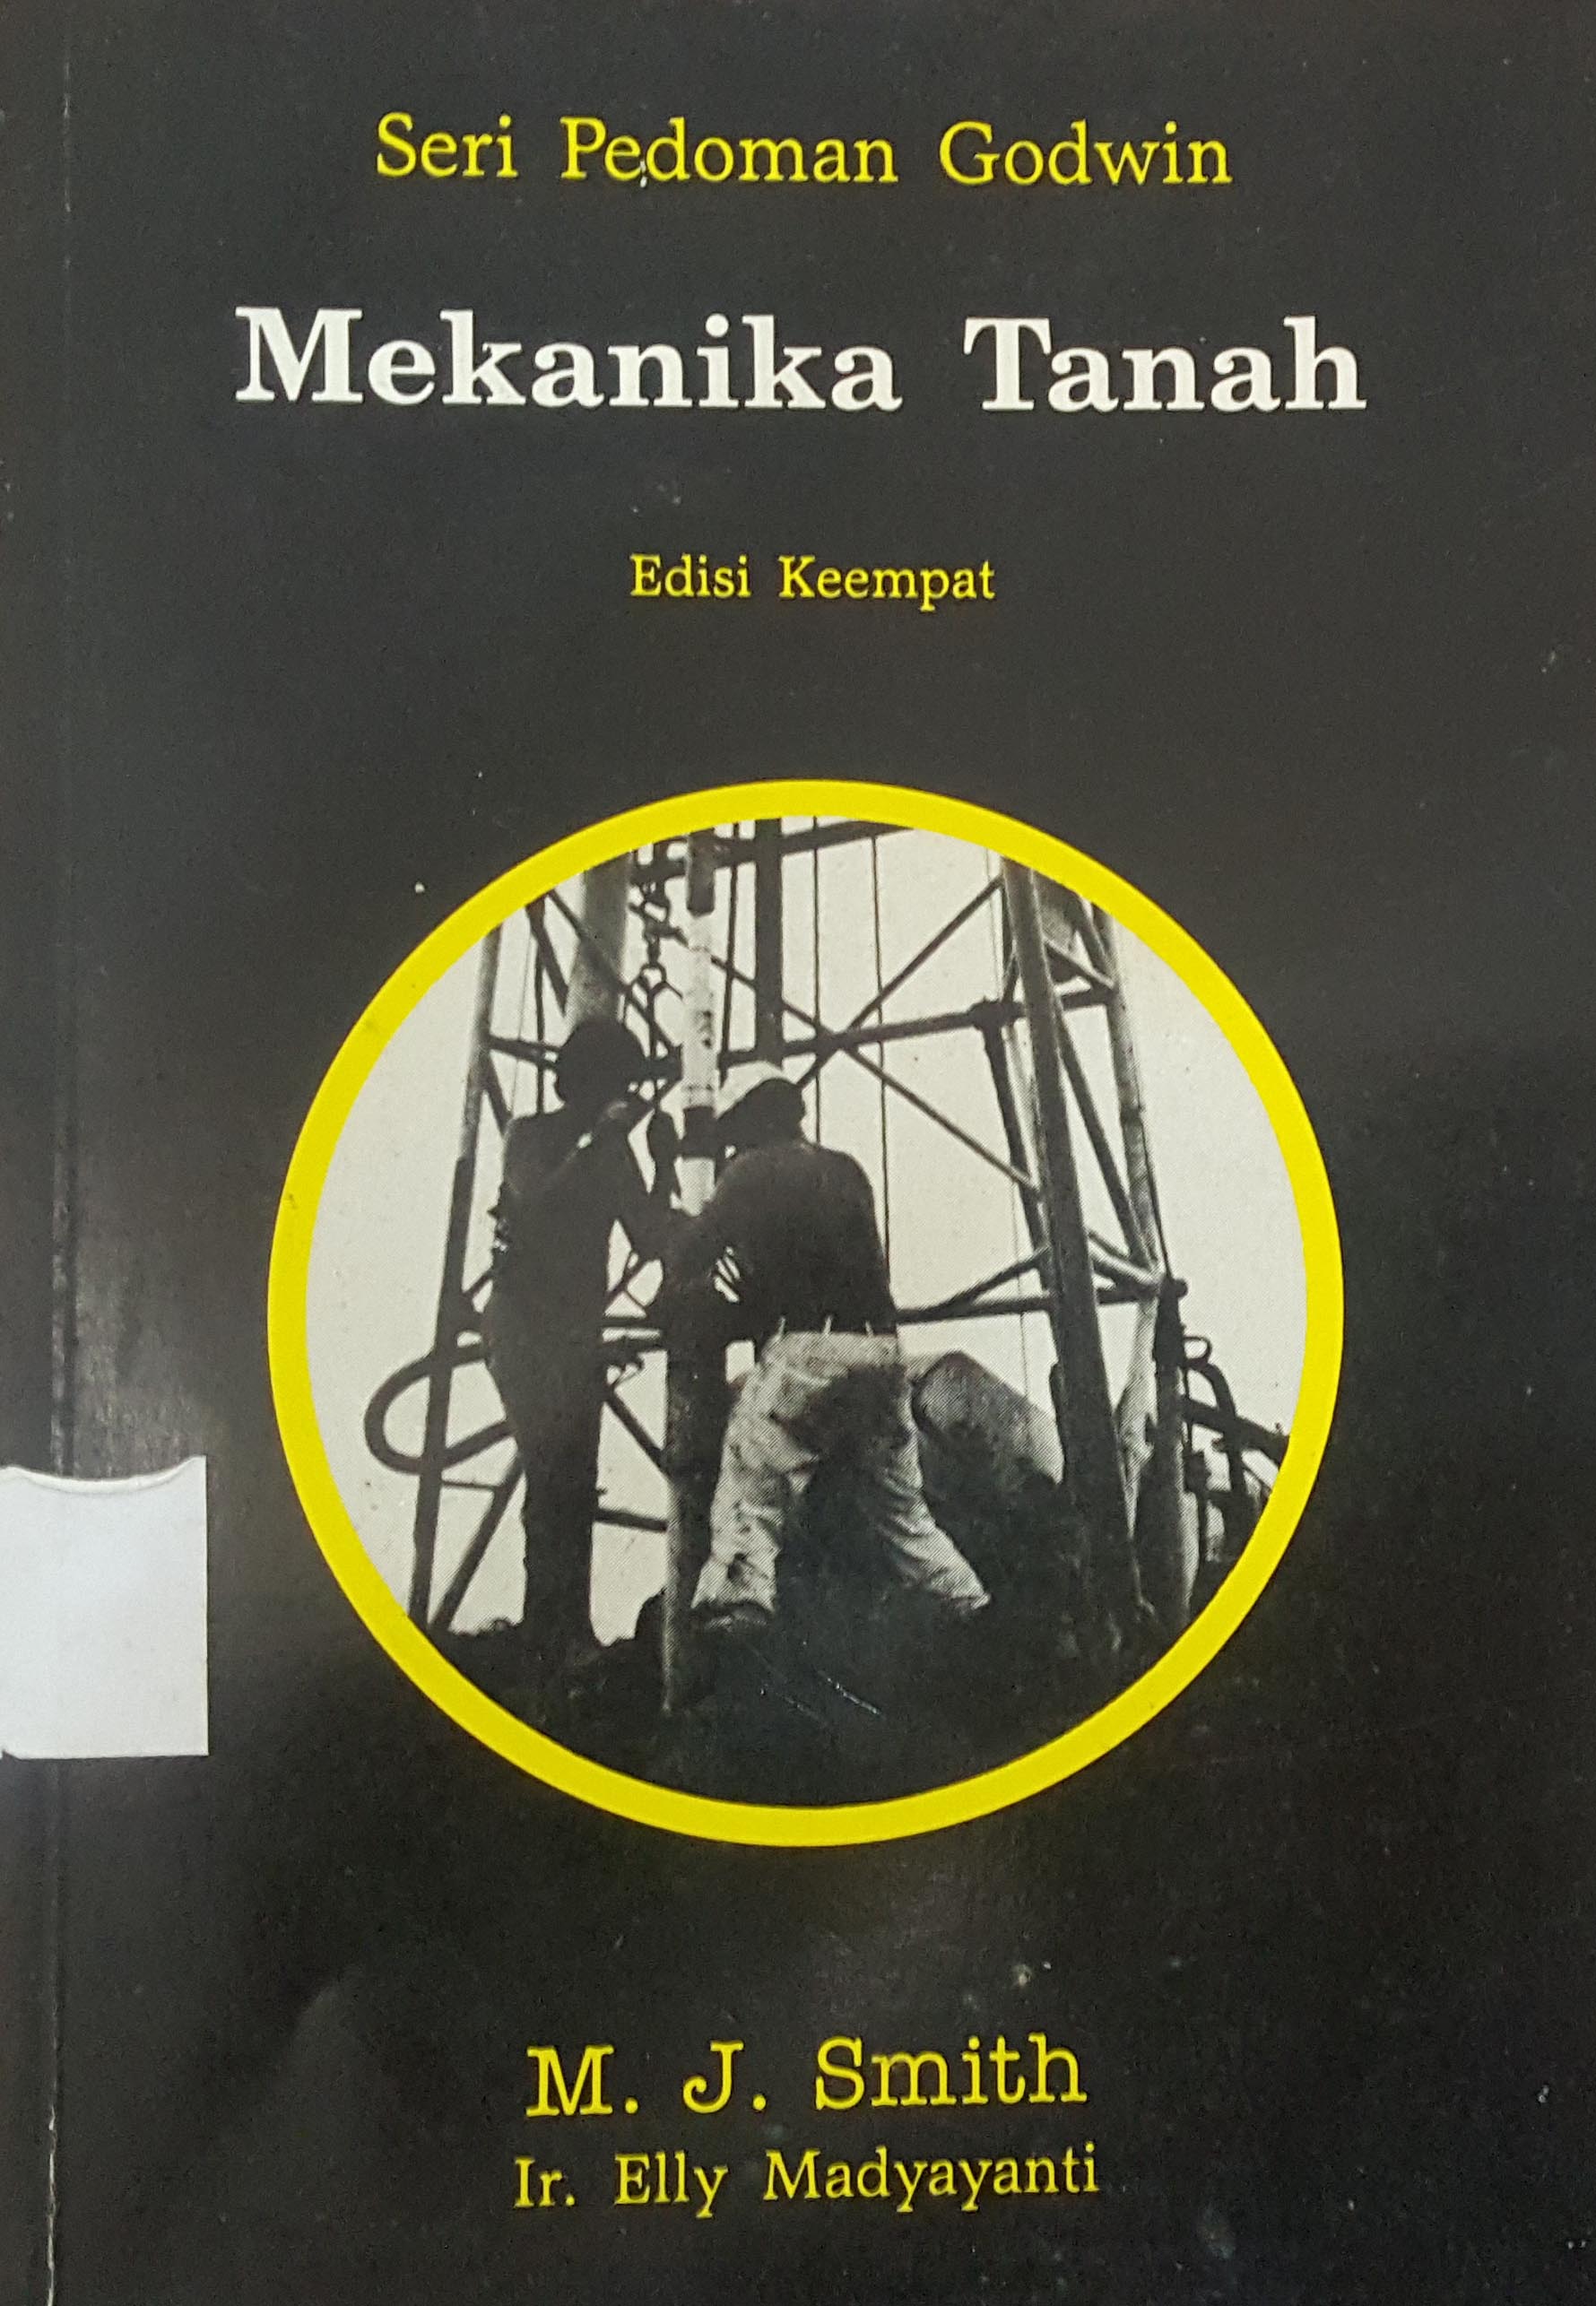 Seri Pedoman Godwin
Mekanika Tanah
Edisi Keempat
M. J. Smith
Ir. Elly Madyayanti